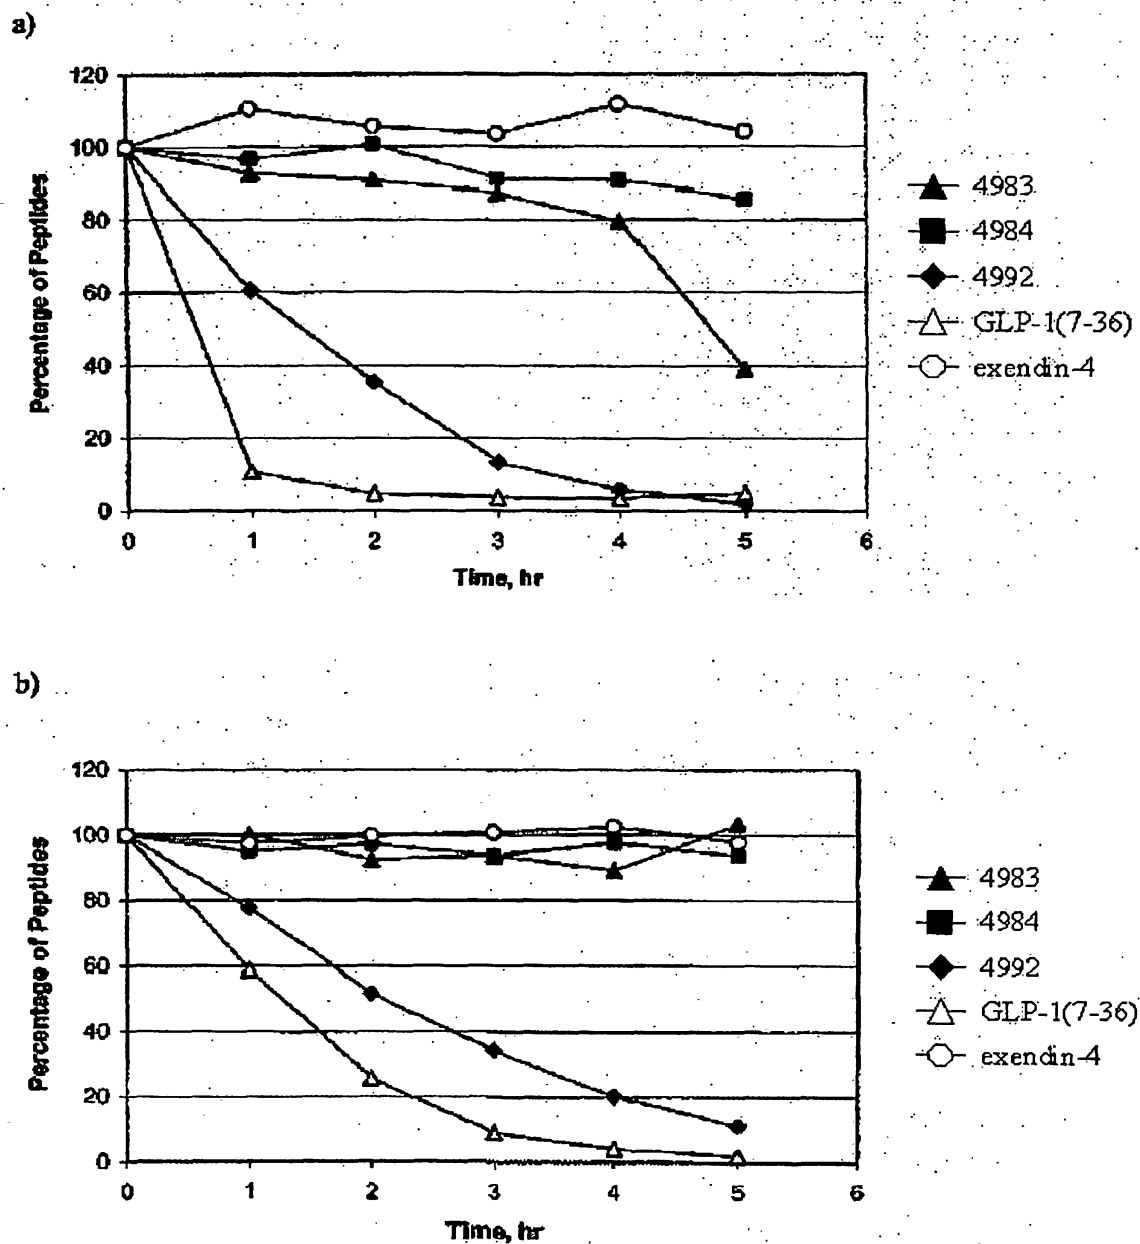 a)
120
100
80
60
40
20
0
Percentage of Peptides
0 1 2 3 4 5 6
Time, hr
4983
4984
4992
GLP-1(7-36)
exendin-4
b)
120
100
80
60
40
20
0
Percentage of Peptides
0 1 2 3 4 5 6
Time, hr
4983
4984
4992
GLP-1(7-36)
exendin-4